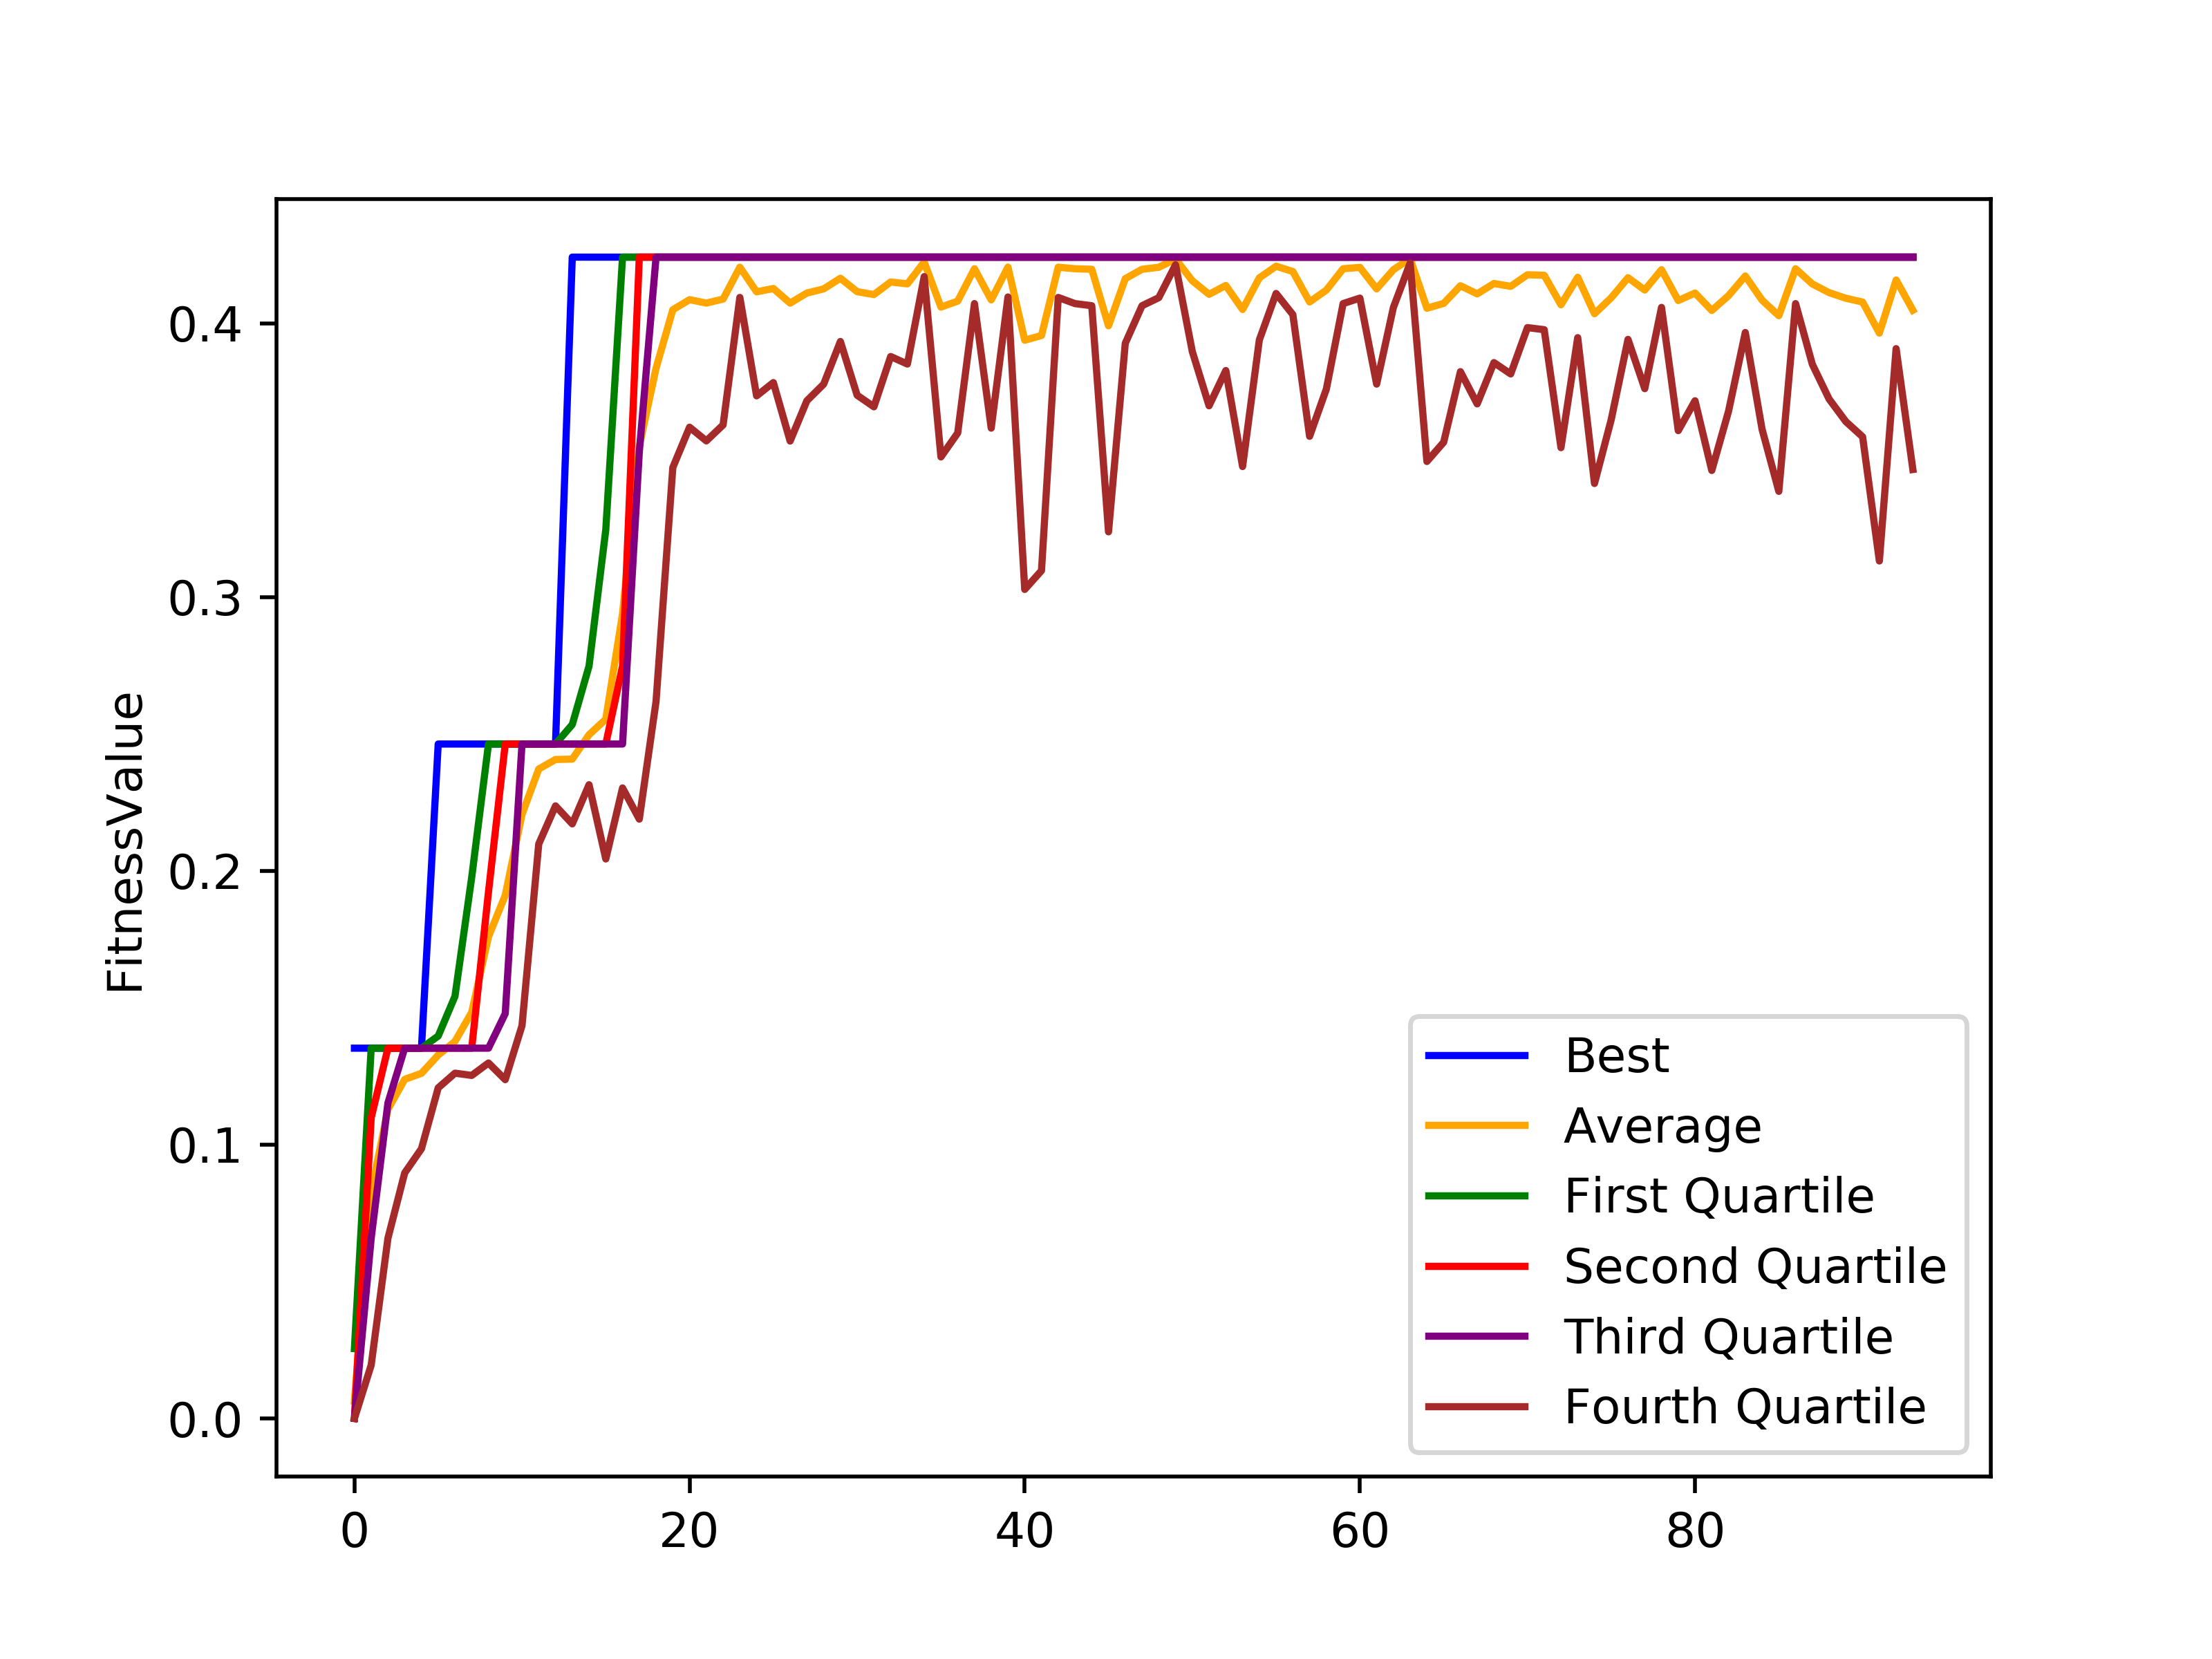 FitnessValue
0.4
0.3
0.2
0.1
0.0
0 20 40 60 80
Best
Average
First Quartile
Second Quartile
Third Quartile
Fourth Quartile